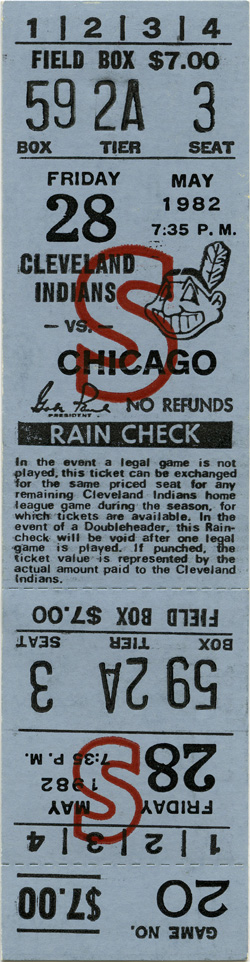 1 | 2 | 3 | 4
FIELD BOX $7.00
59 2A 3
BOX TIER SEAT
FRIDAY MAY
28 1982
7:35 P.M.
CLEVELAND
INDIANS
S
— VS. —
CHICAGO
PRESIDENT
NO REFUNDS
RAIN CHECK
In the event a legal game is not
played, this ticket can be exchanged
for the same priced seat for any
remaining Cleveland Indians home
league game during the season, for
which tickets are available. In the
event of a Doubleheader, this Rain-
check will be void after one legal
game is played. If punched, the
ticket value is represented by the
actual amount paid to the Cleveland
Indians.
GAME NO.
20 $7.00
1 | 2 | 3 | 4
FRIDAY MAY
28 1982
7:35 P.M.
S
59 2A 3
BOX TIER SEAT
FIELD BOX $7.00